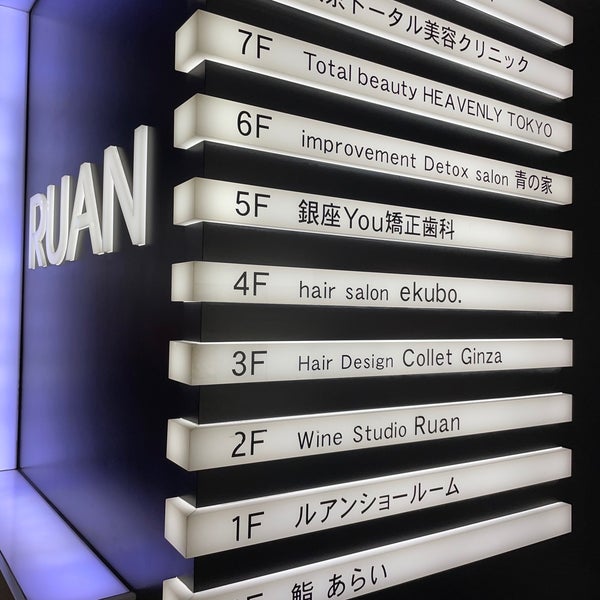 RUAN
トータル美容クリニック
7F Total beauty HEAVENLY TOKYO
6F improvement Detox salon 青の家
5F 銀座You矯正歯科
4F hair salon ekubo.
3F Hair Design Collet Ginza
2F Wine Studio Ruan
1F ルアンショールーム
鮨 あらい